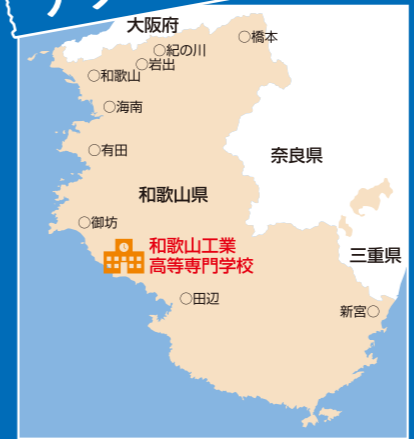 大阪府
○橋本
○紀の川
○岩出
○和歌山
○海南
○有田
奈良県
和歌山県
○御坊
和歌山工業
高等専門学校
三重県
○田辺
新宮○